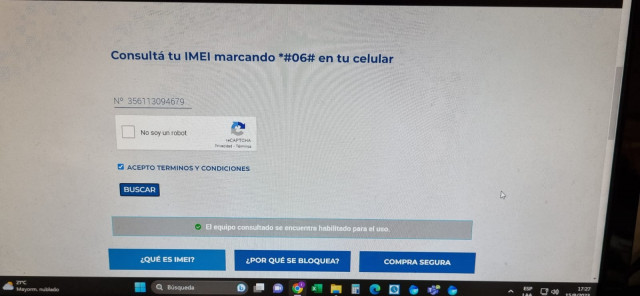 Consultá tu IMEI marcando *#06# en tu celular
Nº 356113094679
No soy un robot
reCAPTCHA
Privacidad - Términos
ACEPTO TERMINOS Y CONDICIONES
BUSCAR
El equipo consultado se encuentra habilitado para el uso.
¿QUÉ ES IMEI?
¿POR QUÉ SE BLOQUEA?
COMPRA SEGURA
21°C
Mayorm. nublado
Búsqueda
ESP
LAA
17:27